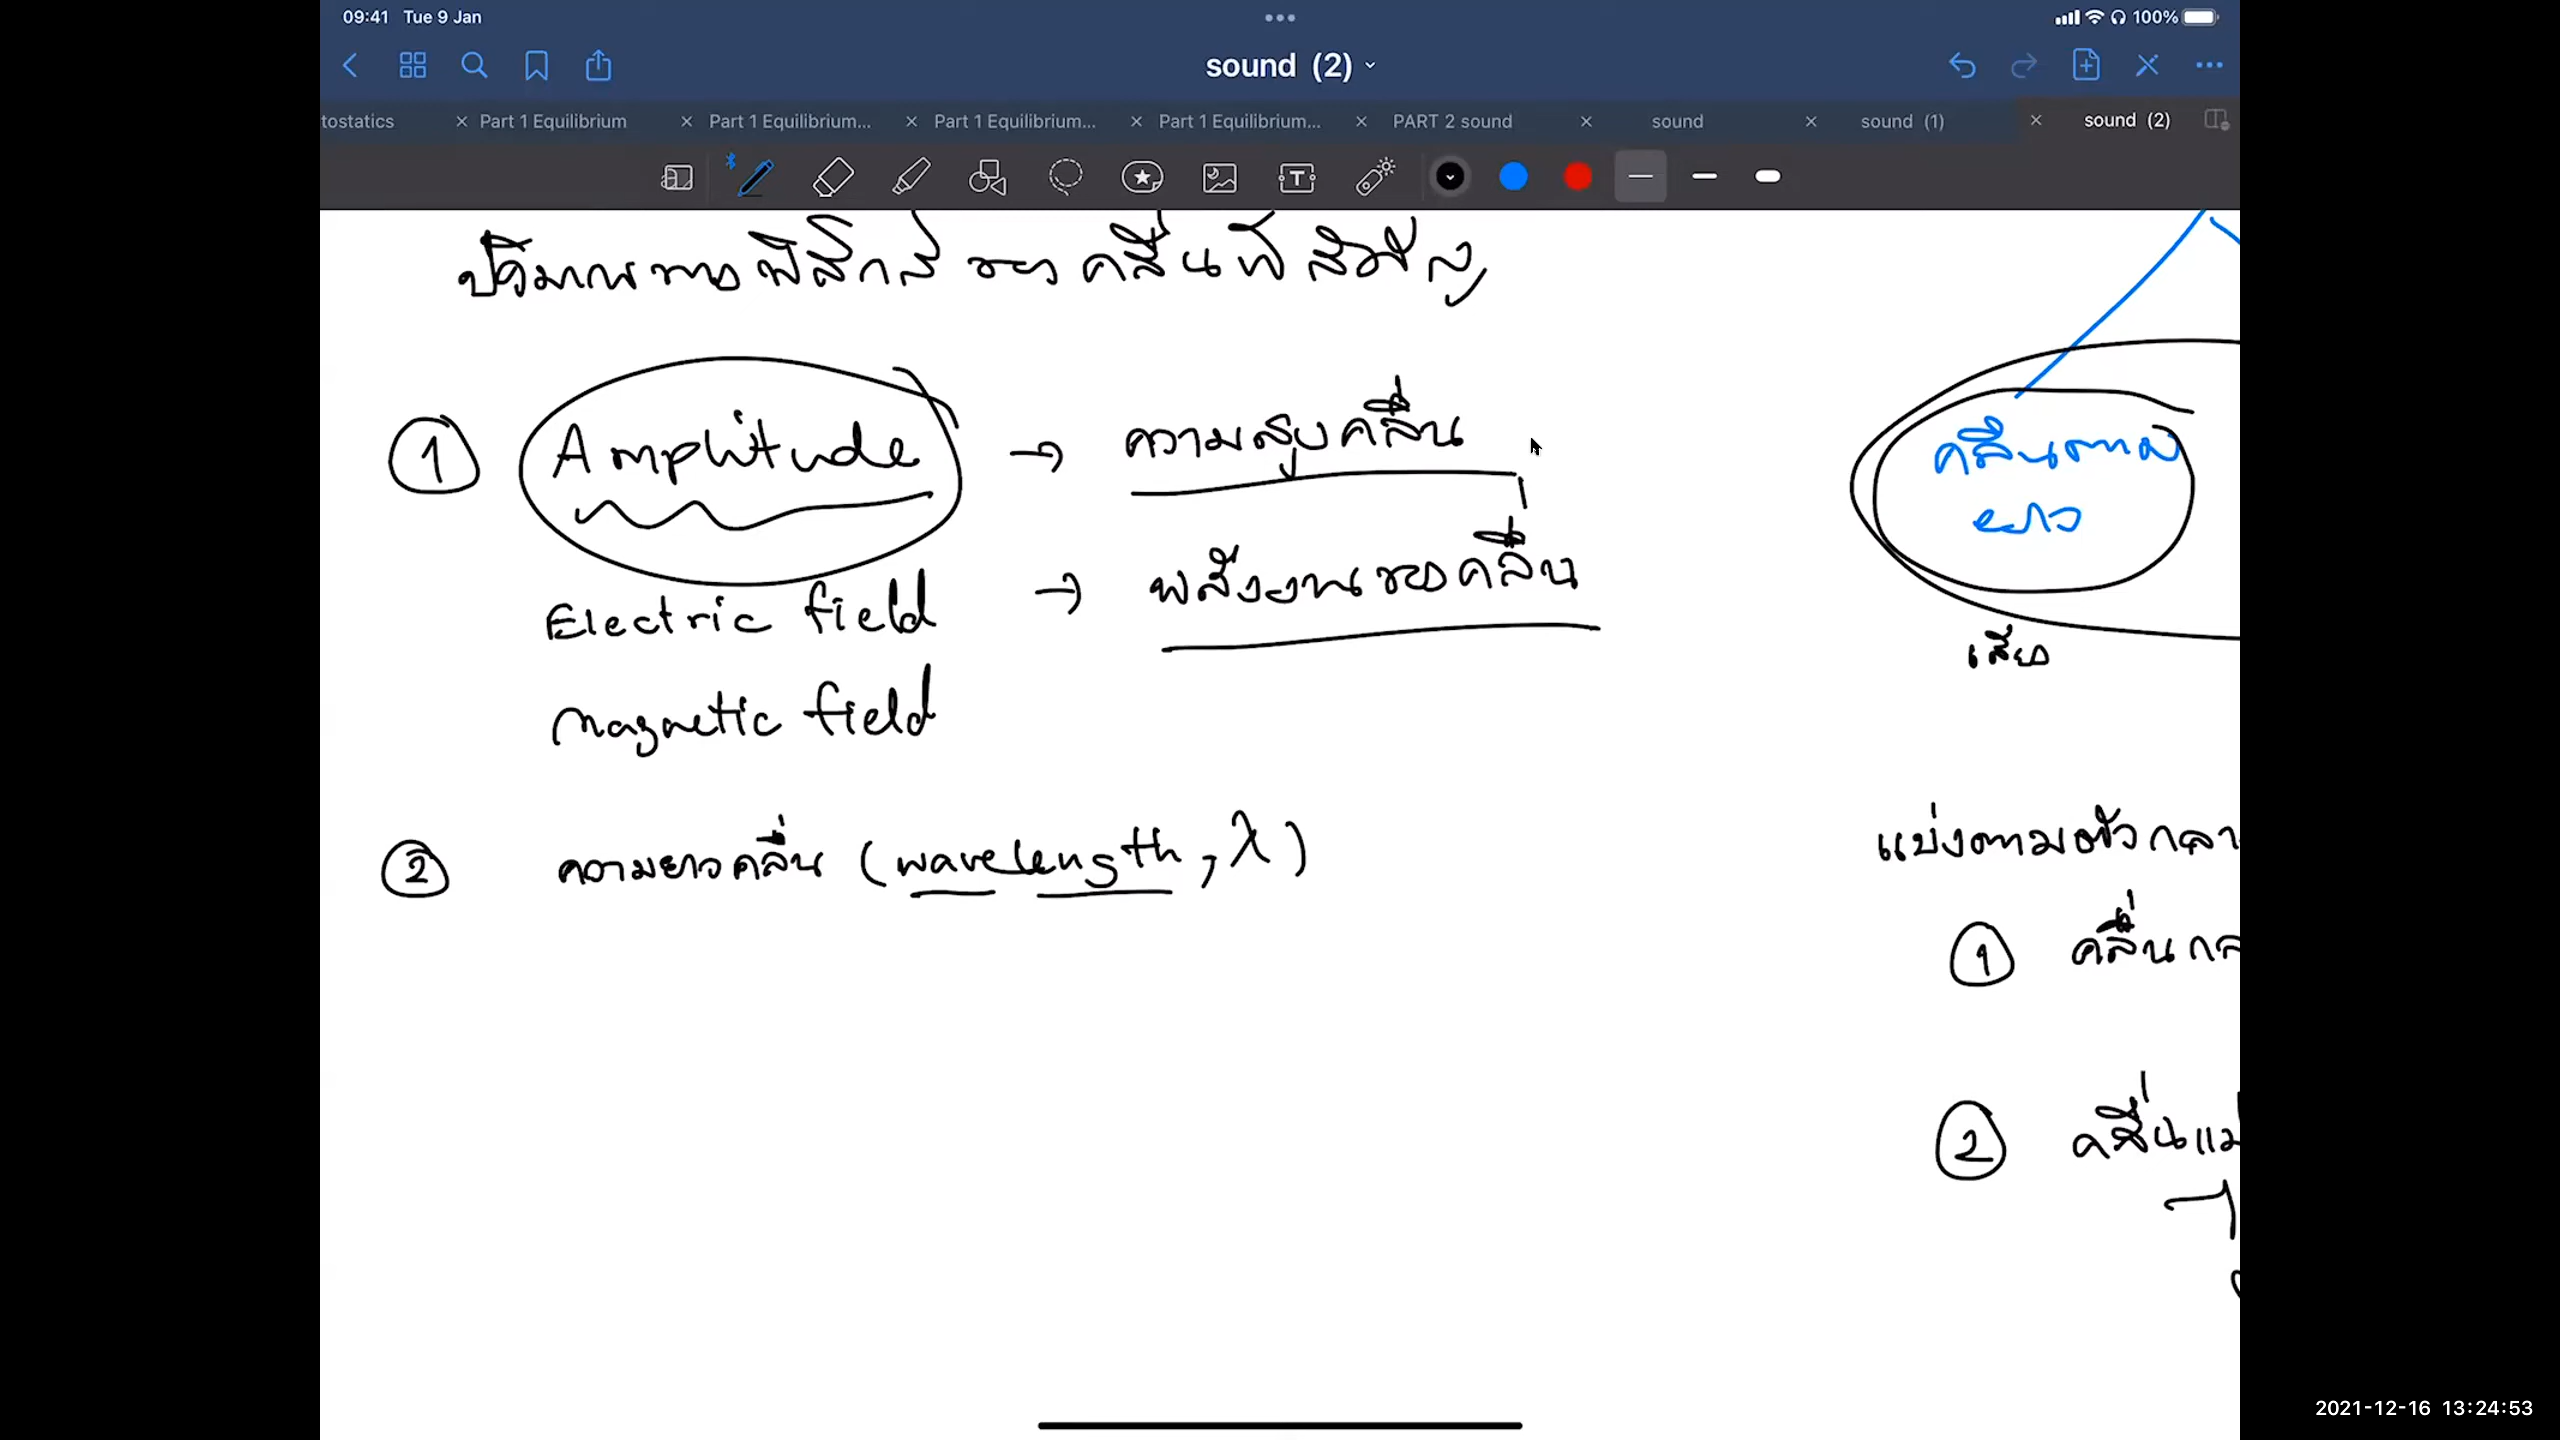 09:41 Tue 9 Jan
100%
sound (2)
tostatics
Part 1 Equilibrium
Part 1 Equilibrium...
Part 1 Equilibrium...
Part 1 Equilibrium...
PART 2 sound
sound
sound (1)
sound (2)
ปริมาณทางฟิสิกส์ของคลื่นที่สำคัญ
1 Amplitude → ความสูงคลื่น
Electric field → พลังงานของคลื่น
Magnetic field
2 ความยาวคลื่น (wavelength, λ)
คลื่นตาม
ยาว
เสียง
แบ่งตามตัวกลา
1 คลื่นกล
2 คลื่นแม่
2021-12-16 13:24:53